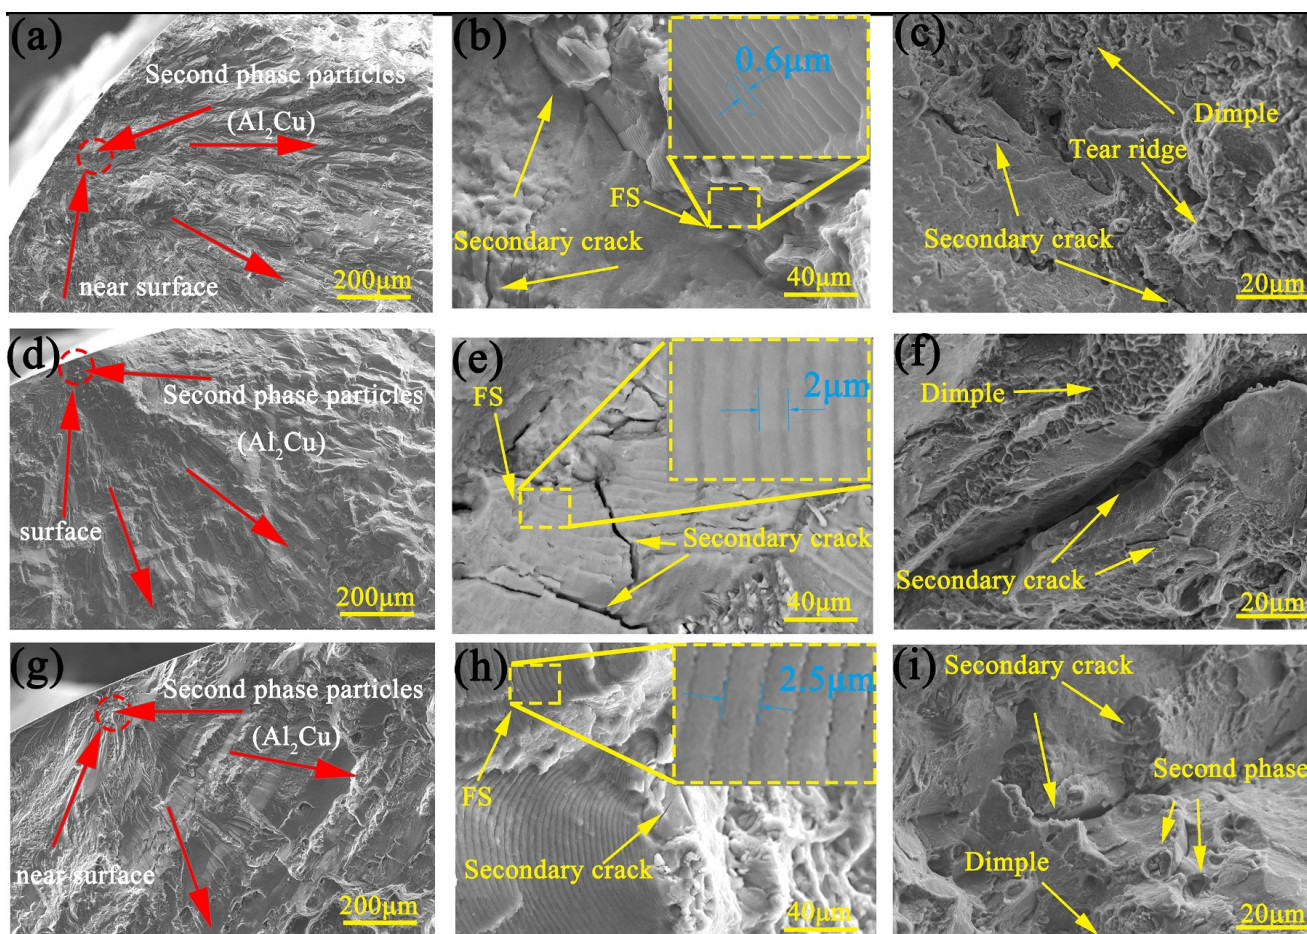 (a)
Second phase particles
(Al₂Cu)
near surface
200μm
(b)
0.6μm
FS
Secondary crack
40μm
(c)
Dimple
Tear ridge
Secondary crack
20μm
(d)
Second phase particles
(Al₂Cu)
surface
200μm
(e)
FS
2μm
Secondary crack
40μm
(f)
Dimple
Secondary crack
20μm
(g)
Second phase particles
(Al₂Cu)
near surface
200μm
(h)
2.5μm
FS
Secondary crack
40μm
(i)
Secondary crack
Second phase
Dimple
20μm